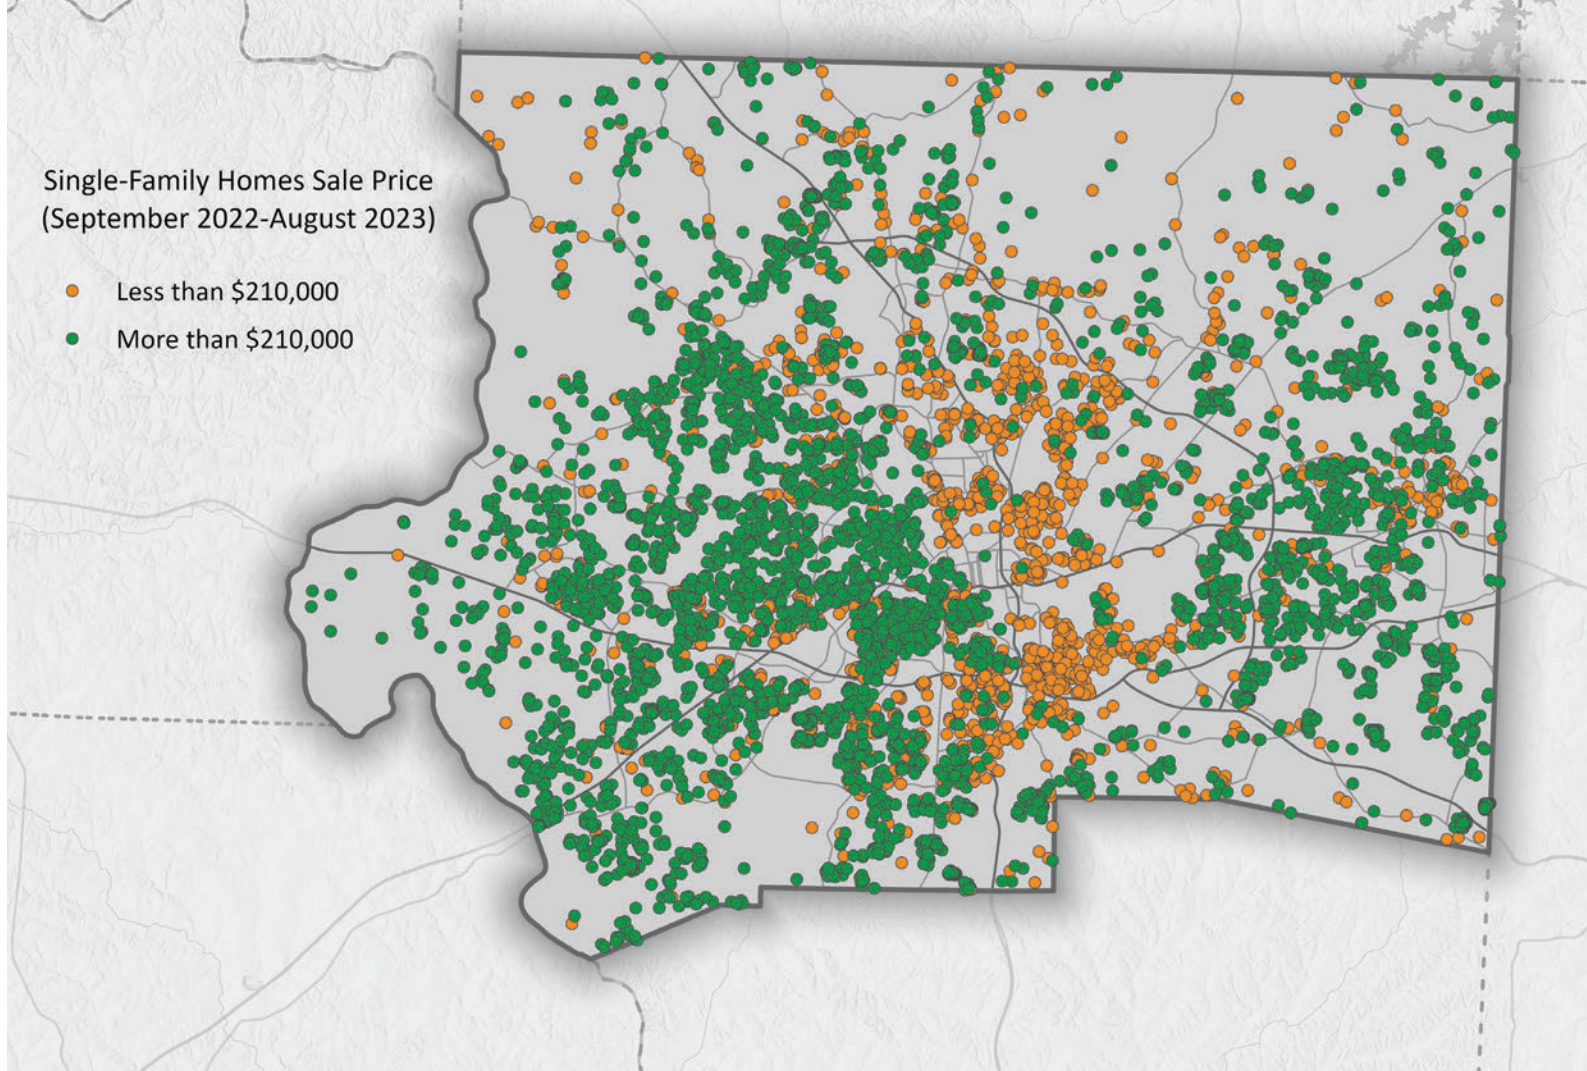 Single-Family Homes Sale Price
(September 2022-August 2023)
Less than $210,000
More than $210,000